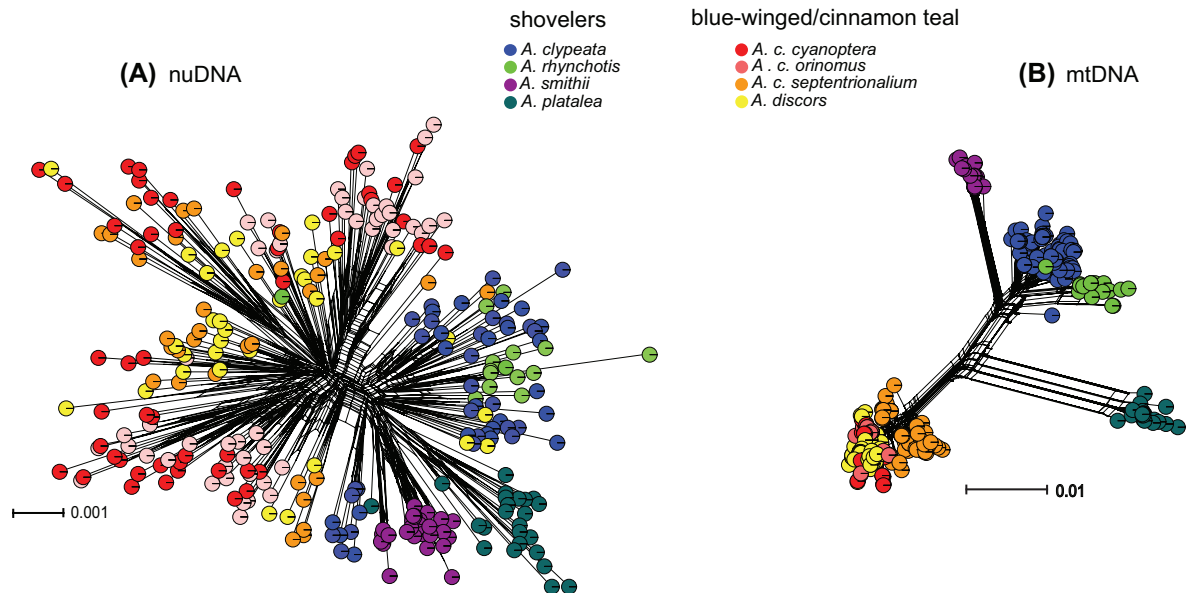 shovelers
A. clypeata
A. rhynchotis
A. smithii
A. platalea
blue-winged/cinnamon teal
A. c. cyanoptera
A . c. orinomus
A. c. septentrionalium
A. discors
(A) nuDNA
(B) mtDNA
0.001
0.01